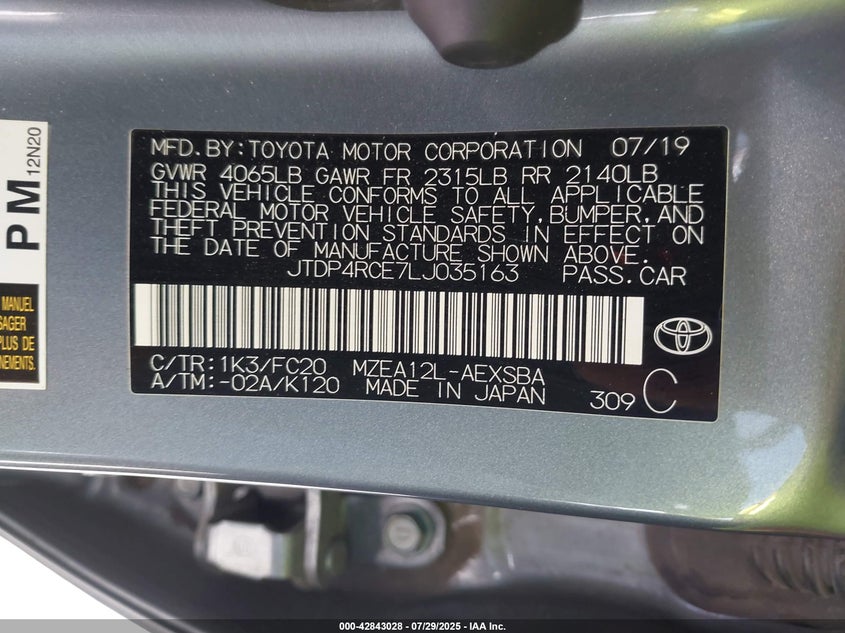 MFD. BY: TOYOTA MOTOR CORPORATION 07/19
GVWR 4065LB GAWR FR 2315LB RR 2140LB
THIS VEHICLE CONFORMS TO ALL APPLICABLE
FEDERAL MOTOR VEHICLE SAFETY, BUMPER, AND
THEFT PREVENTION STANDARDS IN EFFECT ON
THE DATE OF MANUFACTURE SHOWN ABOVE.
JTDP4RCE7LJ035163 PASS.CAR
C/TR: 1K3/FC20 MZEA12L-AEXSBA
A/TM: -02A/K120 MADE IN JAPAN 309 C
PM
12N20
MANUEL
PLUS DE
000-42843028 - 07/29/2025 - IAA Inc.